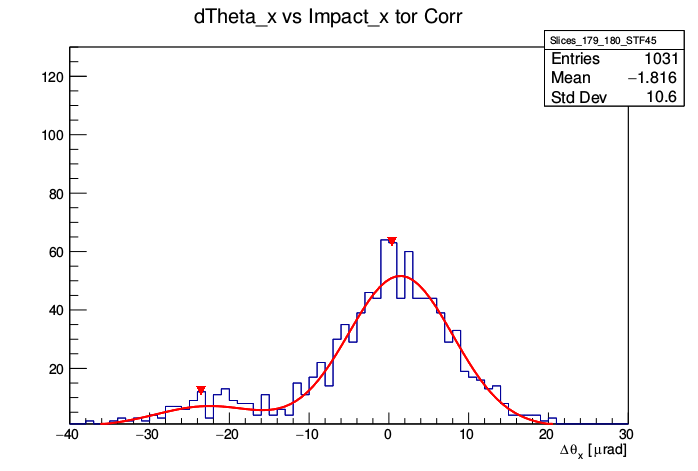 dTheta_x vs Impact_x tor Corr
Slices_179_180_STF45
Entries 1031
Mean −1.816
Std Dev 10.6
120
100
80
60
40
20
−40 −30 −20 −10 0 10 20 30
Δθx [μrad]